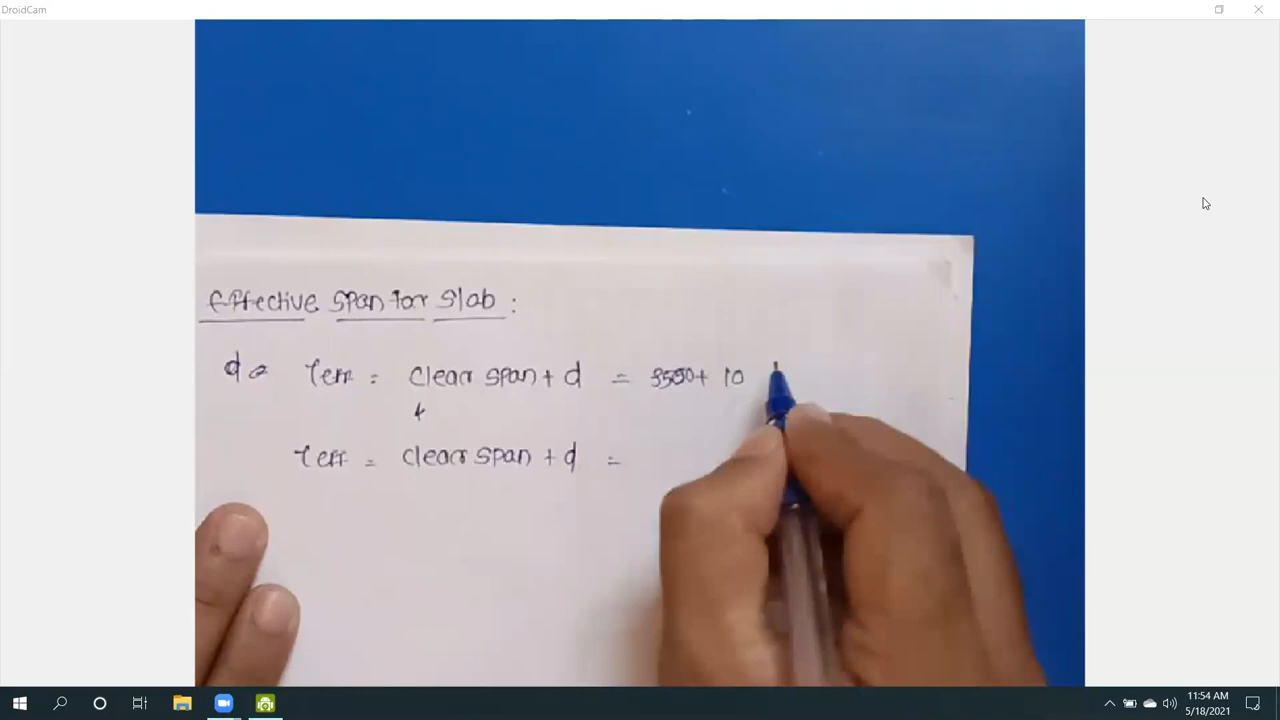 DroidCam
Effective Span for Slab :
d = leff = clear span + d = 3500 + 10
&
leff = clear span + d =
11:54 AM
5/18/2021